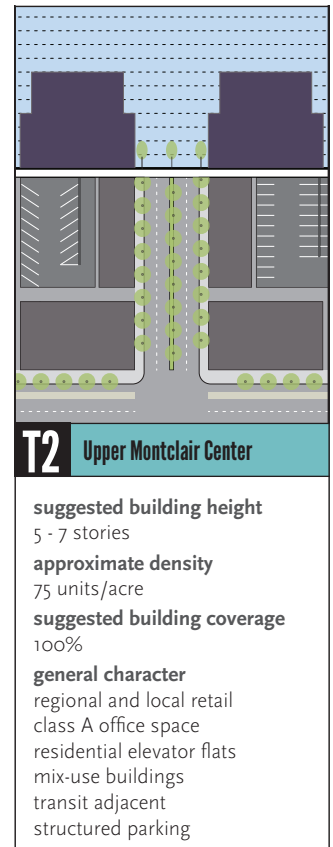 T2 Upper Montclair Center
suggested building height
5 - 7 stories
approximate density
75 units/acre
suggested building coverage
100%
general character
regional and local retail
class A office space
residential elevator flats
mix-use buildings
transit adjacent
structured parking